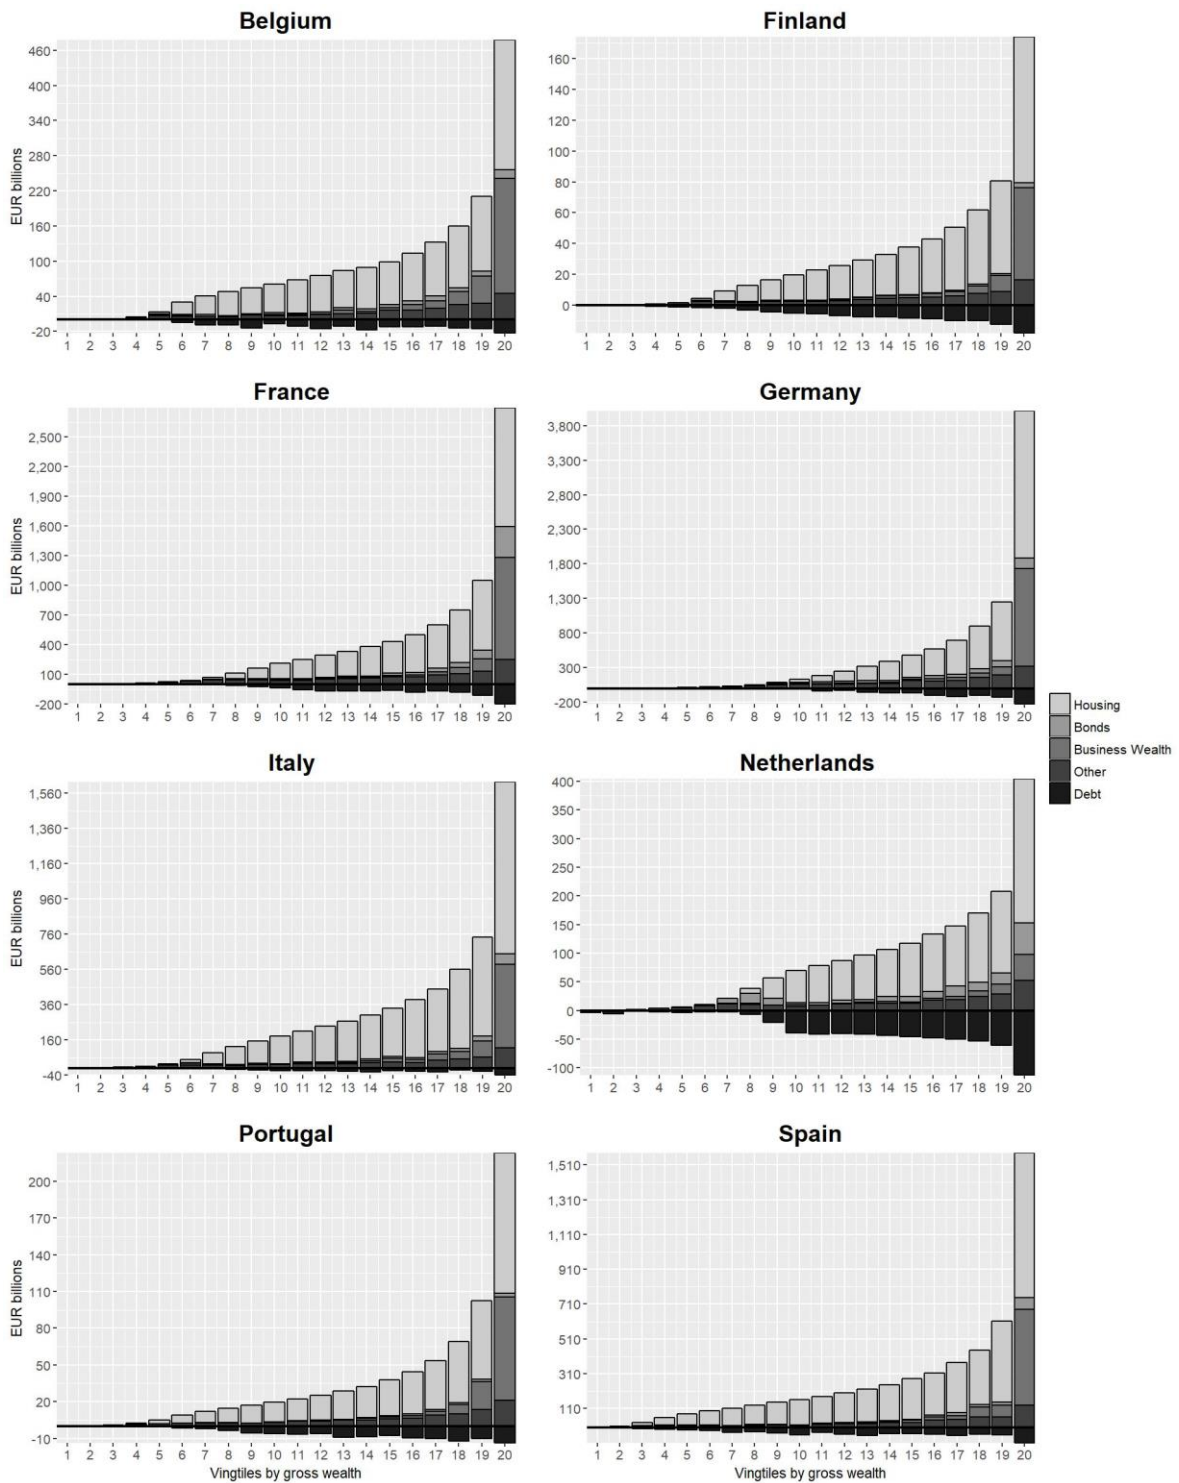 Belgium
EUR billions
460
400
340
280
220
160
100
40
-20
1 2 3 4 5 6 7 8 9 10 11 12 13 14 15 16 17 18 19 20
Finland
160
140
120
100
80
60
40
20
0
1 2 3 4 5 6 7 8 9 10 11 12 13 14 15 16 17 18 19 20
France
EUR billions
2,500
2,200
1,900
1,600
1,300
1,000
700
400
100
-200
1 2 3 4 5 6 7 8 9 10 11 12 13 14 15 16 17 18 19 20
Germany
3,800
3,300
2,800
2,300
1,800
1,300
800
300
-200
1 2 3 4 5 6 7 8 9 10 11 12 13 14 15 16 17 18 19 20
Housing
Bonds
Business Wealth
Other
Debt
Italy
EUR billions
1,560
1,360
1,160
960
760
560
360
160
-40
1 2 3 4 5 6 7 8 9 10 11 12 13 14 15 16 17 18 19 20
Netherlands
400
350
300
250
200
150
100
50
0
-50
-100
1 2 3 4 5 6 7 8 9 10 11 12 13 14 15 16 17 18 19 20
Portugal
EUR billions
200
170
140
110
80
50
20
-10
1 2 3 4 5 6 7 8 9 10 11 12 13 14 15 16 17 18 19 20
Vingtiles by gross wealth
Spain
1,510
1,310
1,110
910
710
510
310
110
1 2 3 4 5 6 7 8 9 10 11 12 13 14 15 16 17 18 19 20
Vingtiles by gross wealth